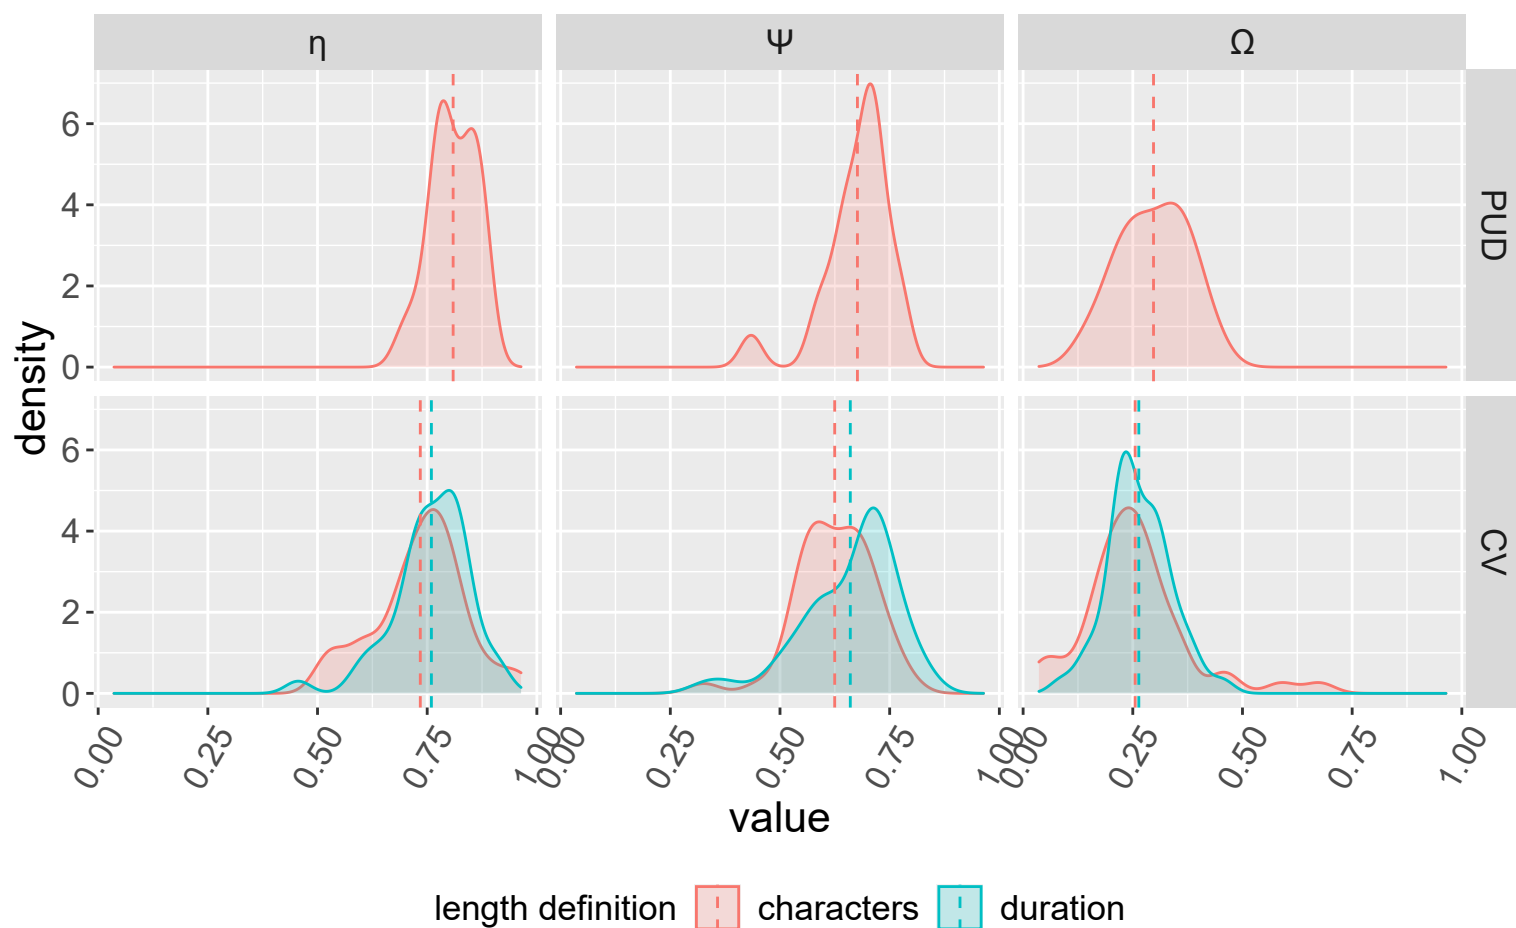 η Ψ Ω
6
4
2
0
PUD
6
4
2
0
CV
density
0.00 0.25 0.50 0.75 1.00 0.00 0.25 0.50 0.75 1.00 0.00 0.25 0.50 0.75 1.00
value
length definition characters duration